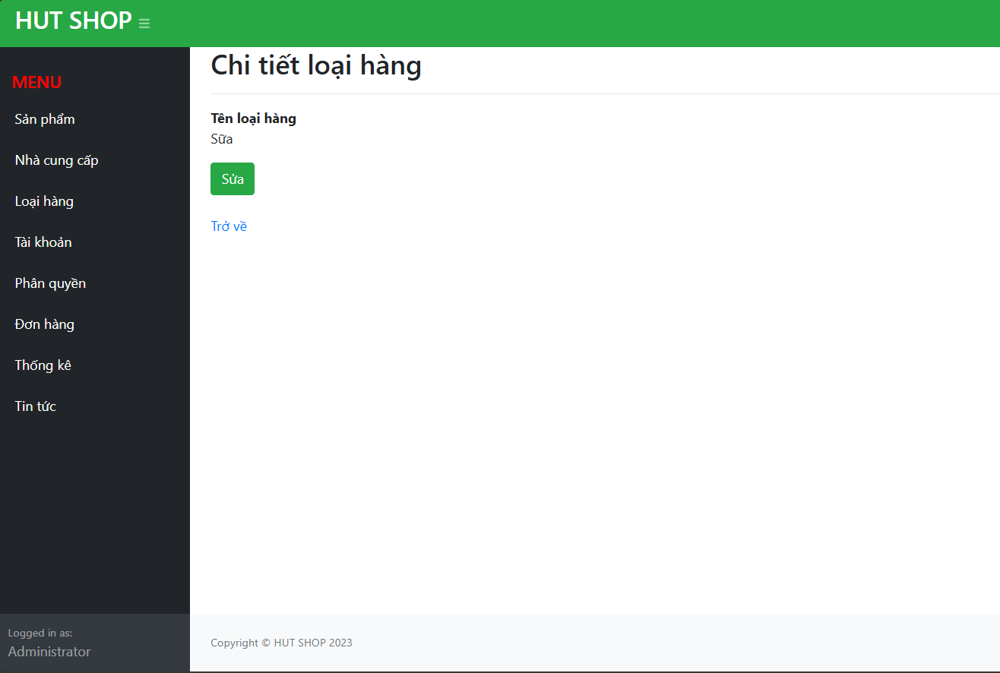 HUT SHOP
MENU
Sản phẩm
Nhà cung cấp
Loại hàng
Tài khoản
Phân quyền
Đơn hàng
Thống kê
Tin tức
Logged in as:
Administrator
Chi tiết loại hàng
Tên loại hàng
Sữa
Sửa
Trở về
Copyright © HUT SHOP 2023